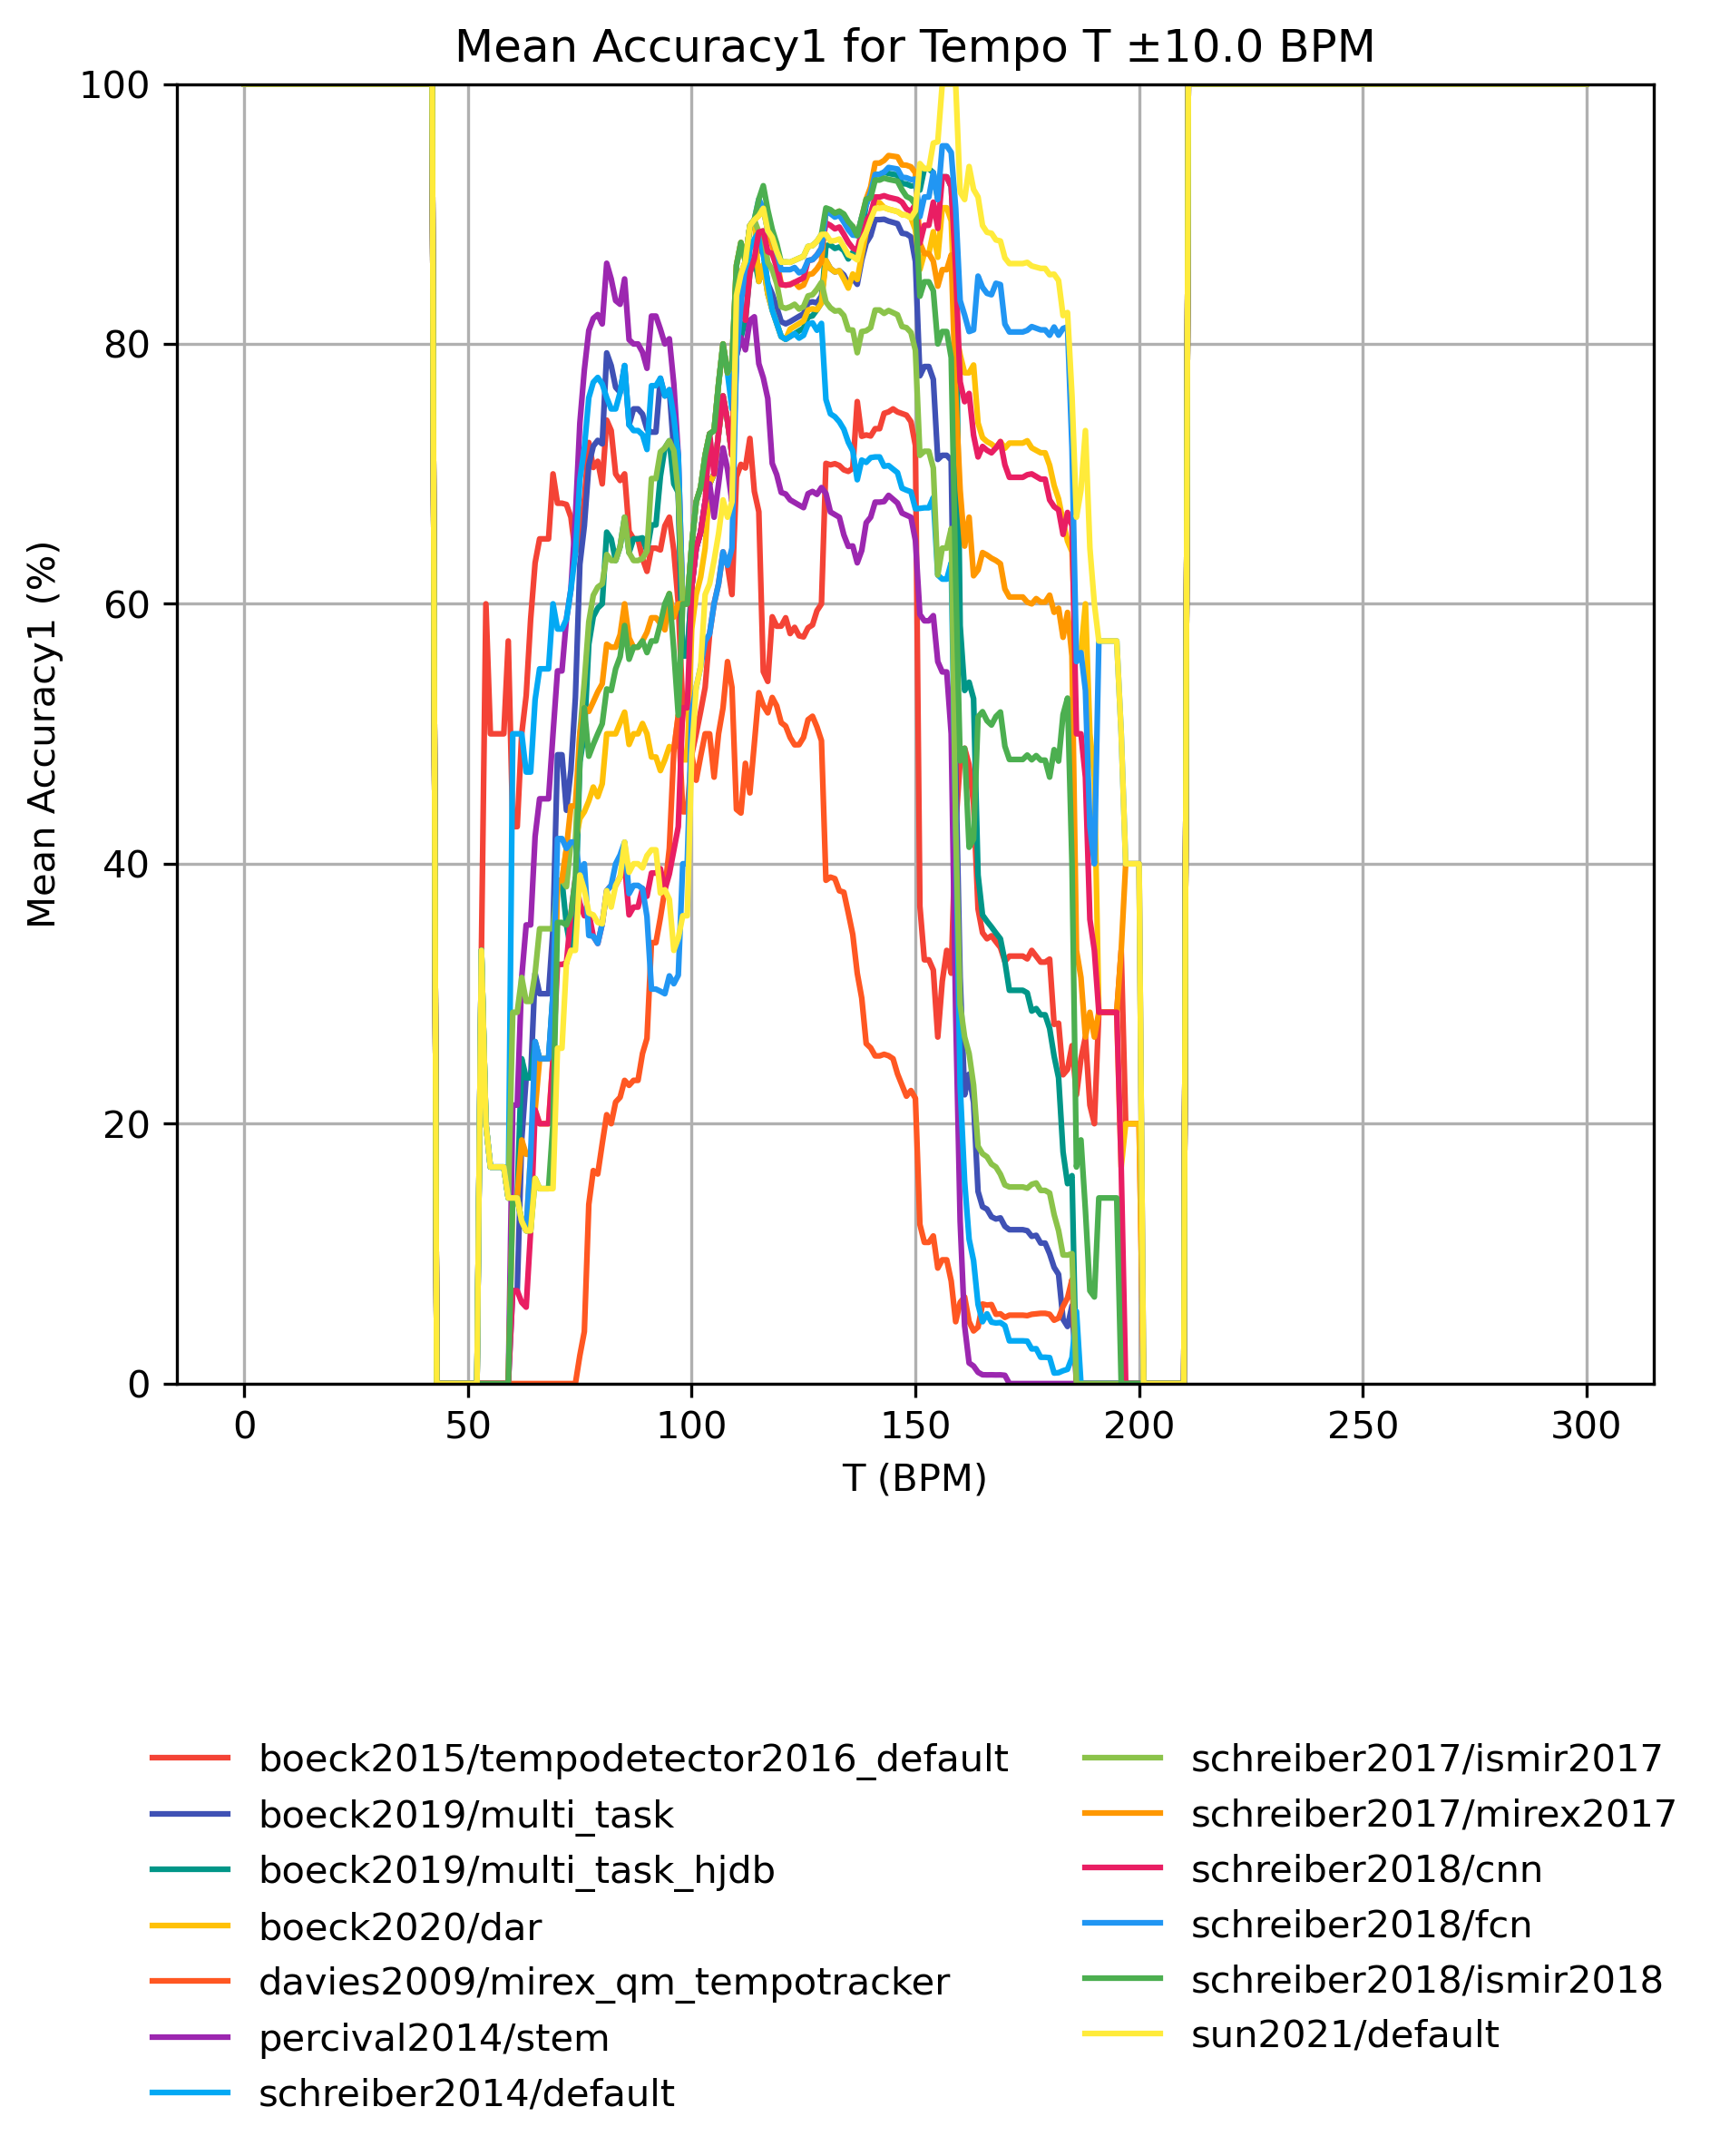 Mean Accuracy1 for Tempo T ±10.0 BPM
100
80
60
40
20
0
Mean Accuracy1 (%)
0 50 100 150 200 250 300
T (BPM)
boeck2015/tempodetector2016_default
boeck2019/multi_task
boeck2019/multi_task_hjdb
boeck2020/dar
davies2009/mirex_qm_tempotracker
percival2014/stem
schreiber2014/default
schreiber2017/ismir2017
schreiber2017/mirex2017
schreiber2018/cnn
schreiber2018/fcn
schreiber2018/ismir2018
sun2021/default